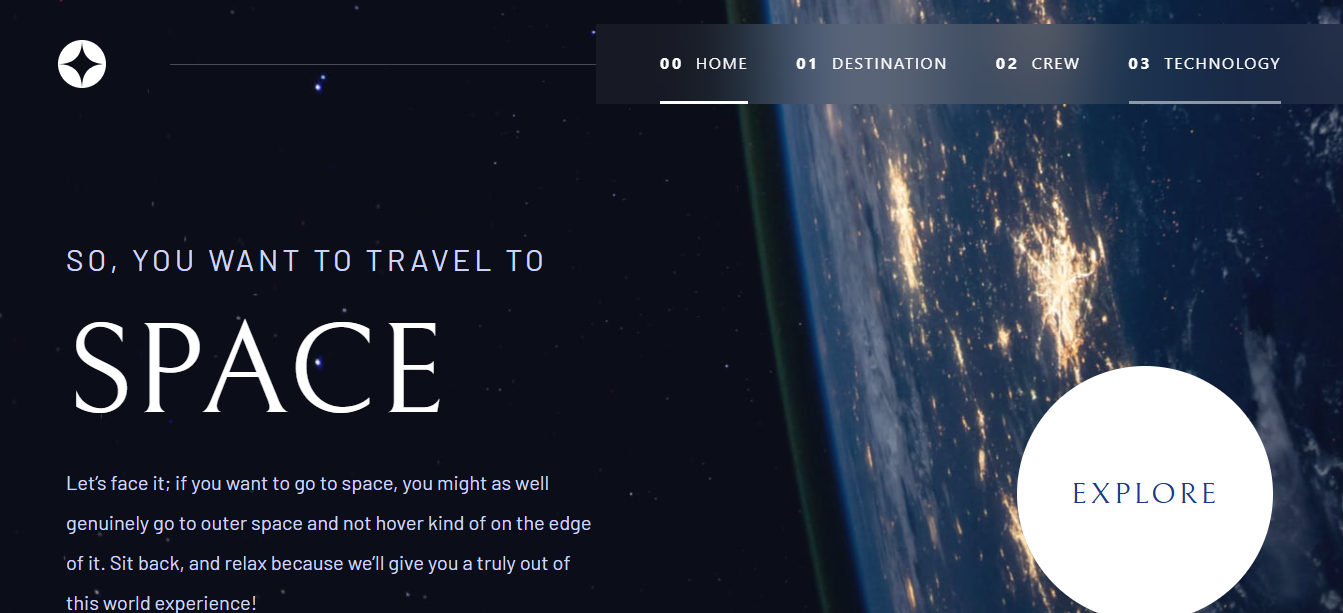 00 HOME 01 DESTINATION 02 CREW 03 TECHNOLOGY
SO, YOU WANT TO TRAVEL TO
SPACE
Let’s face it; if you want to go to space, you might as well
genuinely go to outer space and not hover kind of on the edge
of it. Sit back, and relax because we’ll give you a truly out of
this world experience!
EXPLORE